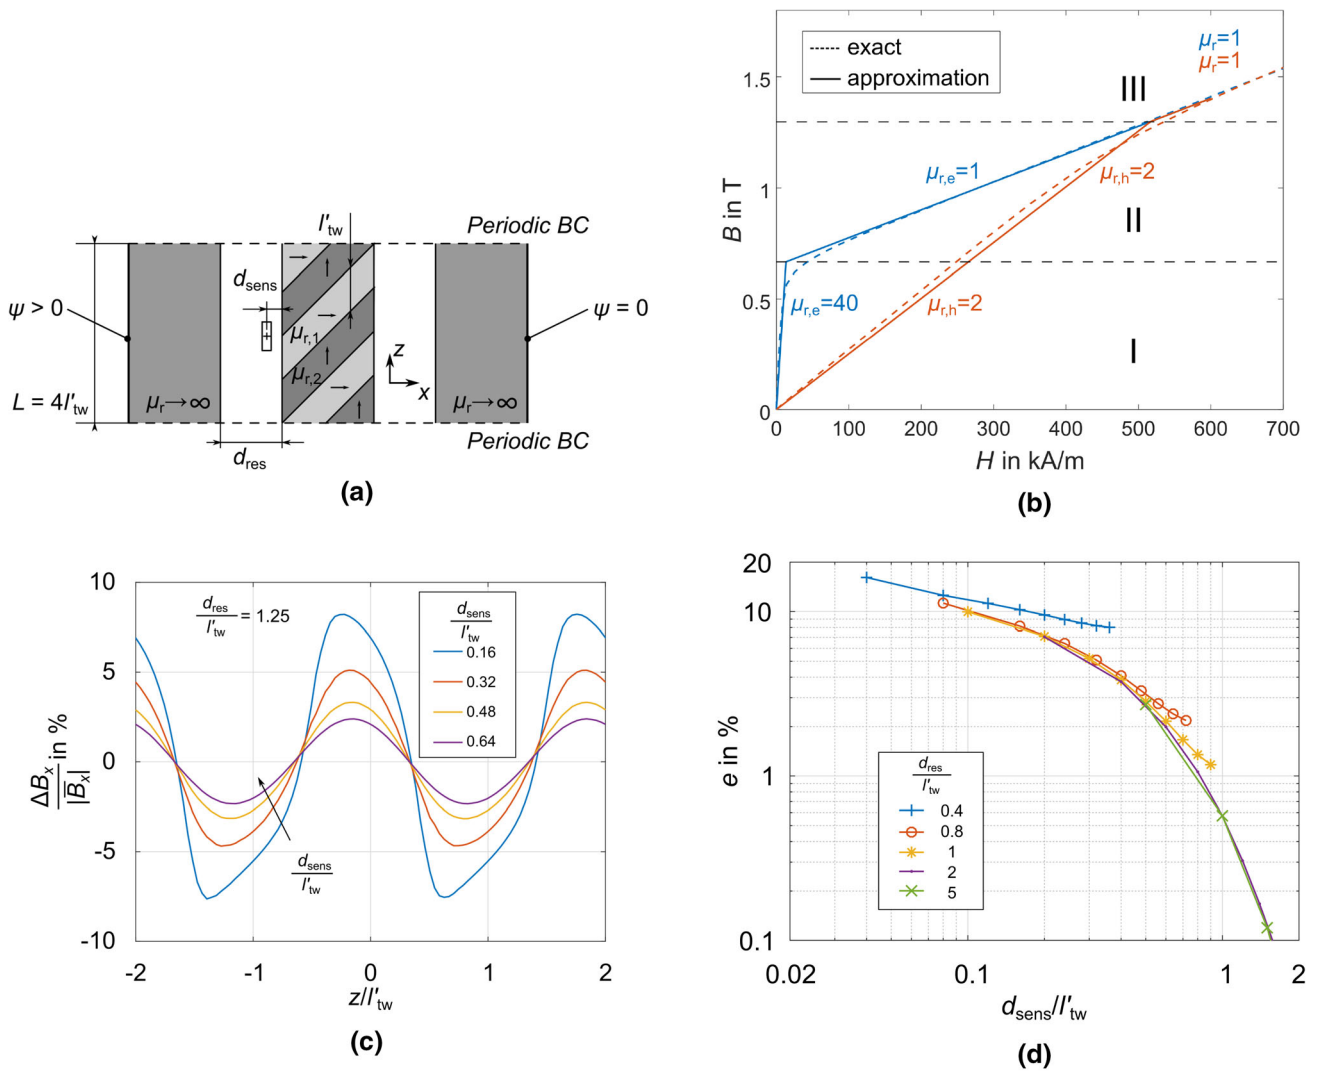 Periodic BC
l'tw
dsens
ψ > 0
ψ = 0
μr,1
μr,2
z
x
L = 4l'tw
μr→∞
μr→∞
Periodic BC
dres
(a)
exact
approximation
μr=1
μr=1
III
μr,e=1
μr,h=2
II
μr,e=40
μr,h=2
I
B in T
1.5
1
0.5
0
0 100 200 300 400 500 600 700
H in kA/m
(b)
10
5
0
-5
-10
ΔBx
|B̅x| in %
dres
l'tw = 1.25
dsens
l'tw
0.16
0.32
0.48
0.64
dsens
l'tw
-2 -1 0 1 2
z/l'tw
(c)
20
10
1
0.1
e in %
dres
l'tw
0.4
0.8
1
2
5
0.02 0.1 1 2
dsens/l'tw
(d)